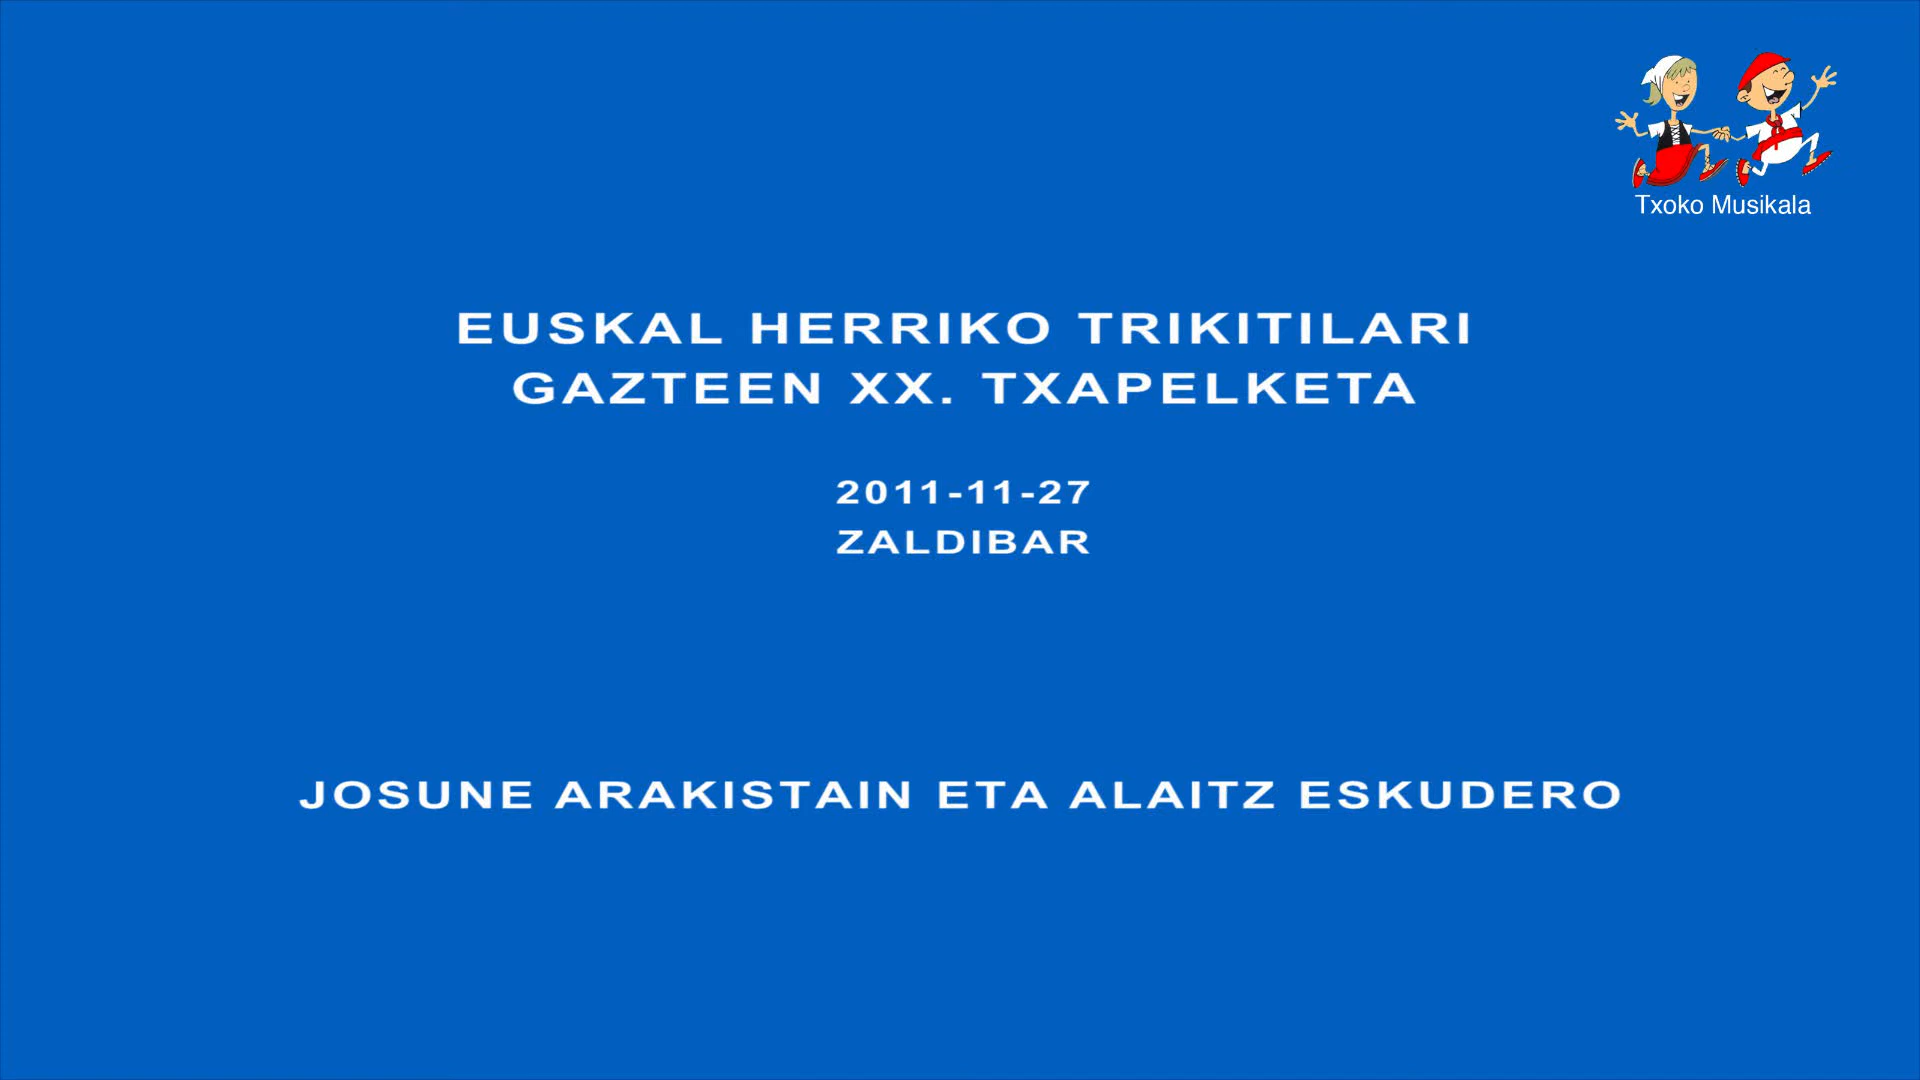 Txoko Musikala
EUSKAL HERRIKO TRIKITILARI
GAZTEEN XX. TXAPELKETA
2011-11-27
ZALDIBAR
JOSUNE ARAKISTAIN ETA ALAITZ ESKUDERO